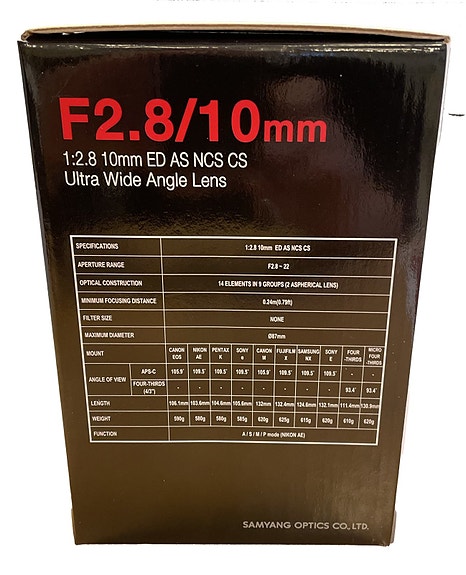 F2.8/10mm
1:2.8 10mm ED AS NCS CS
Ultra Wide Angle Lens
SPECIFICATIONS 1:2.8 10mm ED AS NCS CS
APERTURE RANGE F2.8 ~ 22
OPTICAL CONSTRUCTION 14 ELEMENTS IN 9 GROUPS (2 ASPHERICAL LENS)
MINIMUM FOCUSING DISTANCE 0.24m(0.79ft)
FILTER SIZE NONE
MAXIMUM DIAMETER Ø87mm
MOUNT CANON EOS NIKON AE PENTAX K SONY α CANON M FUJIFILM X SAMSUNG NX SONY E FOUR -THIRDS MICRO FOUR -THIRDS
ANGLE OF VIEW APS-C 105.9˚ 109.5˚ 109.5˚ 109.5˚ 105.9˚ 109.5˚ 109.5˚ 109.5˚ - -
FOUR-THIRDS (4/3") - - - - - - - - 93.4˚ 93.4˚
LENGTH 106.1mm 103.6mm 104.6mm 105.6mm 132mm 132.4mm 124.6mm 132.1mm 111.4mm 130.9mm
WEIGHT 590g 580g 580g 585g 620g 625g 615g 620g 610g 620g
FUNCTION A / S / M / P mode (NIKON AE)
SAMYANG OPTICS CO., LTD.